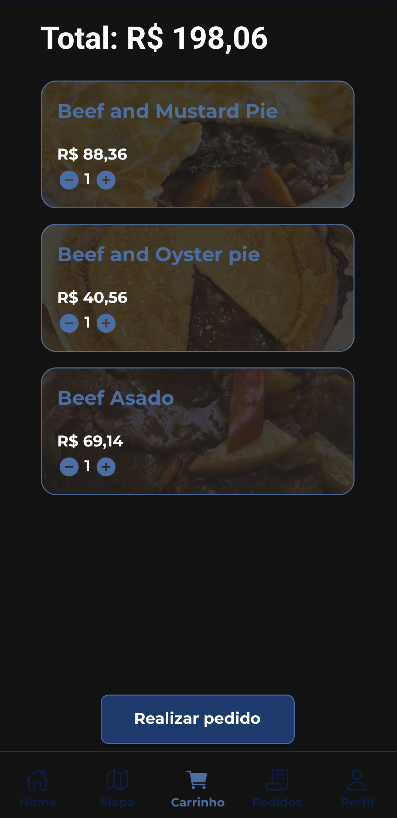 Total: R$ 198,06
Beef and Mustard Pie
R$ 88,36
1
Beef and Oyster pie
R$ 40,56
1
Beef Asado
R$ 69,14
1
Realizar pedido
Home Mapa Carrinho Pedidos Perfil